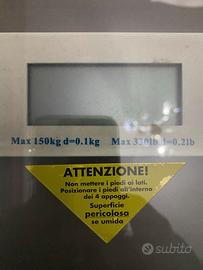 Max 150kg d=0.1kg Max 330lb d=0.2lb
ATTENZIONE!
Non mettere i piedi ai lati.
Posizionare i piedi all'interno
dei 4 appoggi.
Superficie
pericolosa
se umida
subito